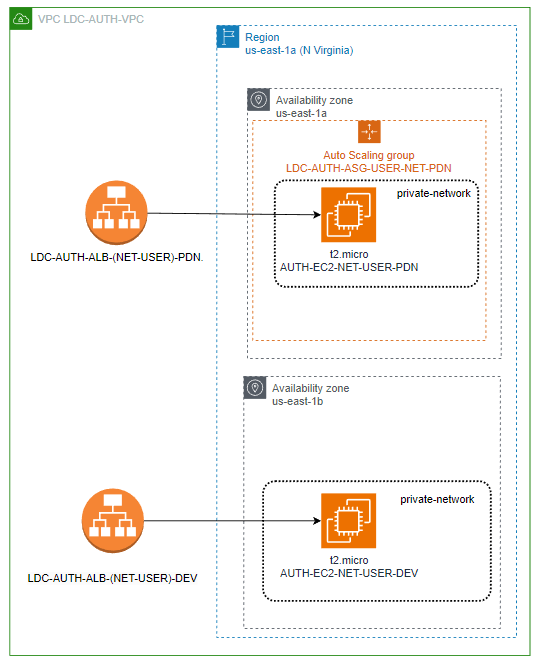 VPC LDC-AUTH-VPC
Region
us-east-1a (N Virginia)
Availability zone
us-east-1a
Auto Scaling group
LDC-AUTH-ASG-USER-NET-PDN
private-network
t2.micro
AUTH-EC2-NET-USER-PDN
LDC-AUTH-ALB-(NET-USER)-PDN.
Availability zone
us-east-1b
private-network
t2.micro
AUTH-EC2-NET-USER-DEV
LDC-AUTH-ALB-(NET-USER)-DEV